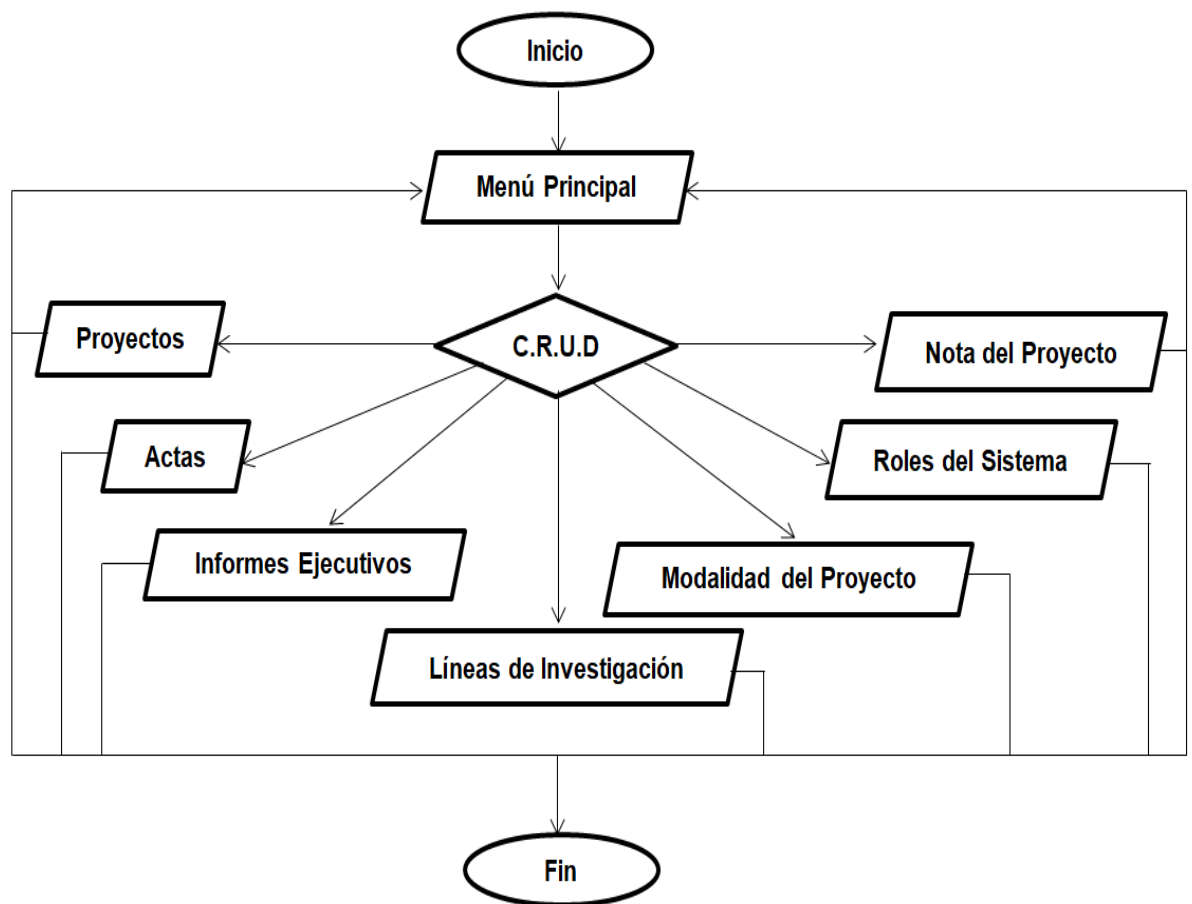 Inicio
Menú Principal
C.R.U.D
Proyectos
Nota del Proyecto
Actas
Roles del Sistema
Informes Ejecutivos
Modalidad del Proyecto
Líneas de Investigación
Fin